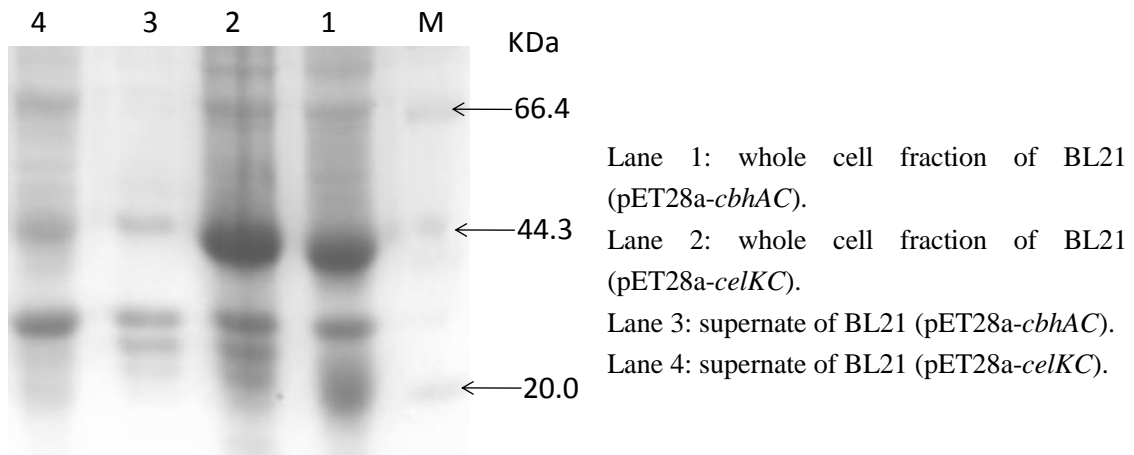 4 3 2 1 M
KDa
66.4
44.3
20.0
Lane 1: whole cell fraction of BL21
(pET28a-cbhAC).
Lane 2: whole cell fraction of BL21
(pET28a-celKC).
Lane 3: supernate of BL21 (pET28a-cbhAC).
Lane 4: supernate of BL21 (pET28a-celKC).